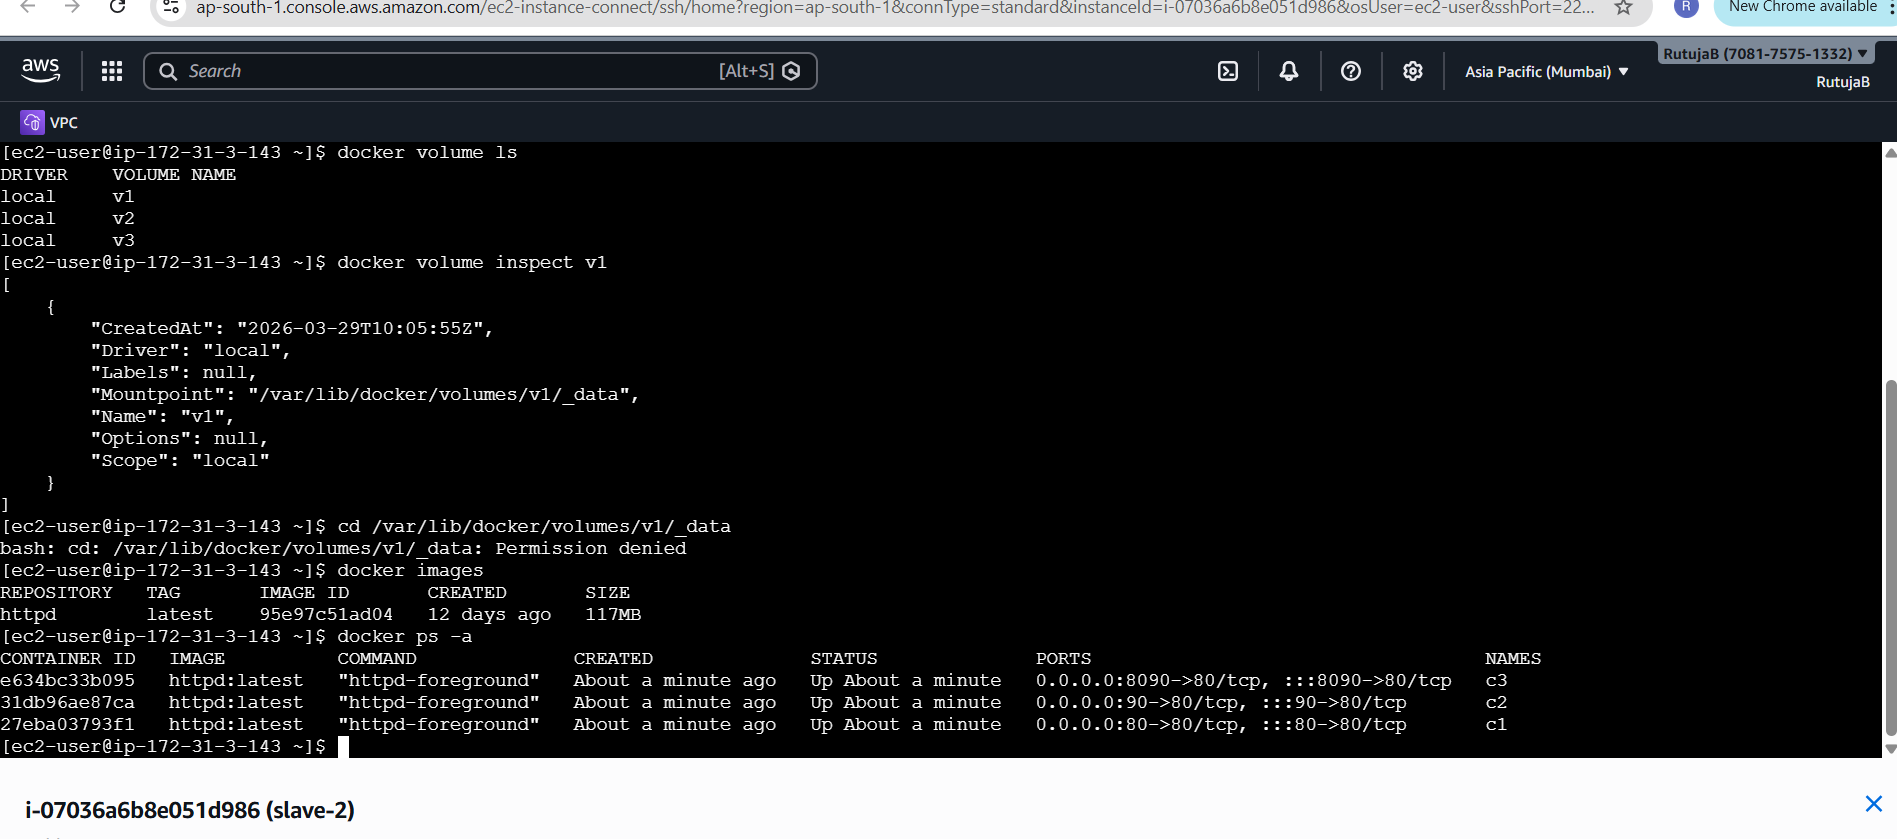 ap-south-1.console.aws.amazon.com/ec2-instance-connect/ssh/home?region=ap-south-1&connType=standard&instanceId=i-07036a6b8e051d986&osUser=ec2-user&sshPort=22...
R
New Chrome available
aws
Search
[Alt+S]
Asia Pacific (Mumbai)
RutujaB (7081-7575-1332)
RutujaB
VPC
[ec2-user@ip-172-31-3-143 ~]$ docker volume ls
DRIVER    VOLUME NAME
local     v1
local     v2
local     v3
[ec2-user@ip-172-31-3-143 ~]$ docker volume inspect v1
[
    {
        "CreatedAt": "2026-03-29T10:05:55Z",
        "Driver": "local",
        "Labels": null,
        "Mountpoint": "/var/lib/docker/volumes/v1/_data",
        "Name": "v1",
        "Options": null,
        "Scope": "local"
    }
]
[ec2-user@ip-172-31-3-143 ~]$ cd /var/lib/docker/volumes/v1/_data
bash: cd: /var/lib/docker/volumes/v1/_data: Permission denied
[ec2-user@ip-172-31-3-143 ~]$ docker images
REPOSITORY   TAG       IMAGE ID       CREATED       SIZE
httpd        latest    95e97c51ad04   12 days ago   117MB
[ec2-user@ip-172-31-3-143 ~]$ docker ps -a
CONTAINER ID   IMAGE          COMMAND              CREATED              STATUS              PORTS                                   NAMES
e634bc33b095   httpd:latest   "httpd-foreground"   About a minute ago   Up About a minute   0.0.0.0:8090->80/tcp, :::8090->80/tcp   c3
31db96ae87ca   httpd:latest   "httpd-foreground"   About a minute ago   Up About a minute   0.0.0.0:90->80/tcp, :::90->80/tcp       c2
27eba03793f1   httpd:latest   "httpd-foreground"   About a minute ago   Up About a minute   0.0.0.0:80->80/tcp, :::80->80/tcp       c1
[ec2-user@ip-172-31-3-143 ~]$
i-07036a6b8e051d986 (slave-2)